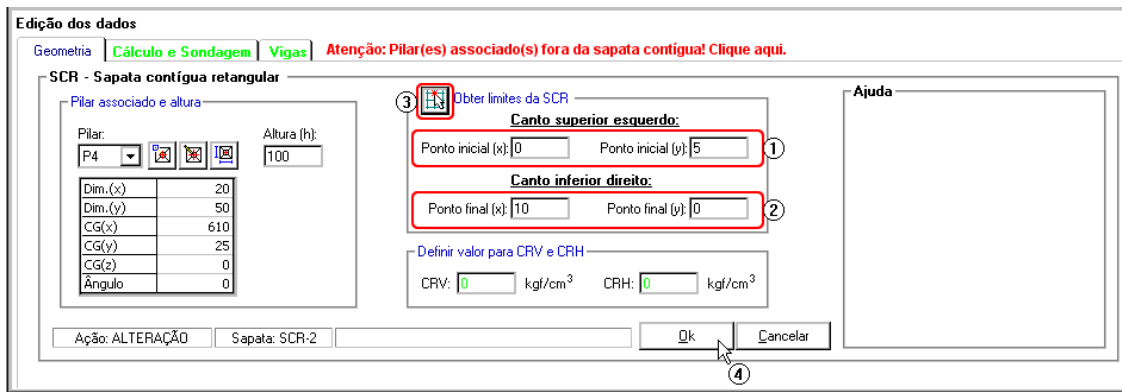 Edição dos dados
Geometria Cálculo e Sondagem Vigas Atenção: Pilar(es) associado(s) fora da sapata contígua! Clique aqui.
SCR - Sapata contígua retangular
Pilar associado e altura
Pilar: Altura (h):
P4 100
Dim.(x) 20
Dim.(y) 50
CG(x) 610
CG(y) 25
CG(z) 0
Ângulo 0
3 Obter limites da SCR
Canto superior esquerdo:
Ponto inicial (x): 0 Ponto inicial (y): 5 1
Canto inferior direito:
Ponto final (x): 10 Ponto final (y): 0 2
Definir valor para CRV e CRH
CRV: 0 kgf/cm³ CRH: 0 kgf/cm³
Ajuda
Ação: ALTERAÇÃO Sapata: SCR-2 Ok Cancelar
4